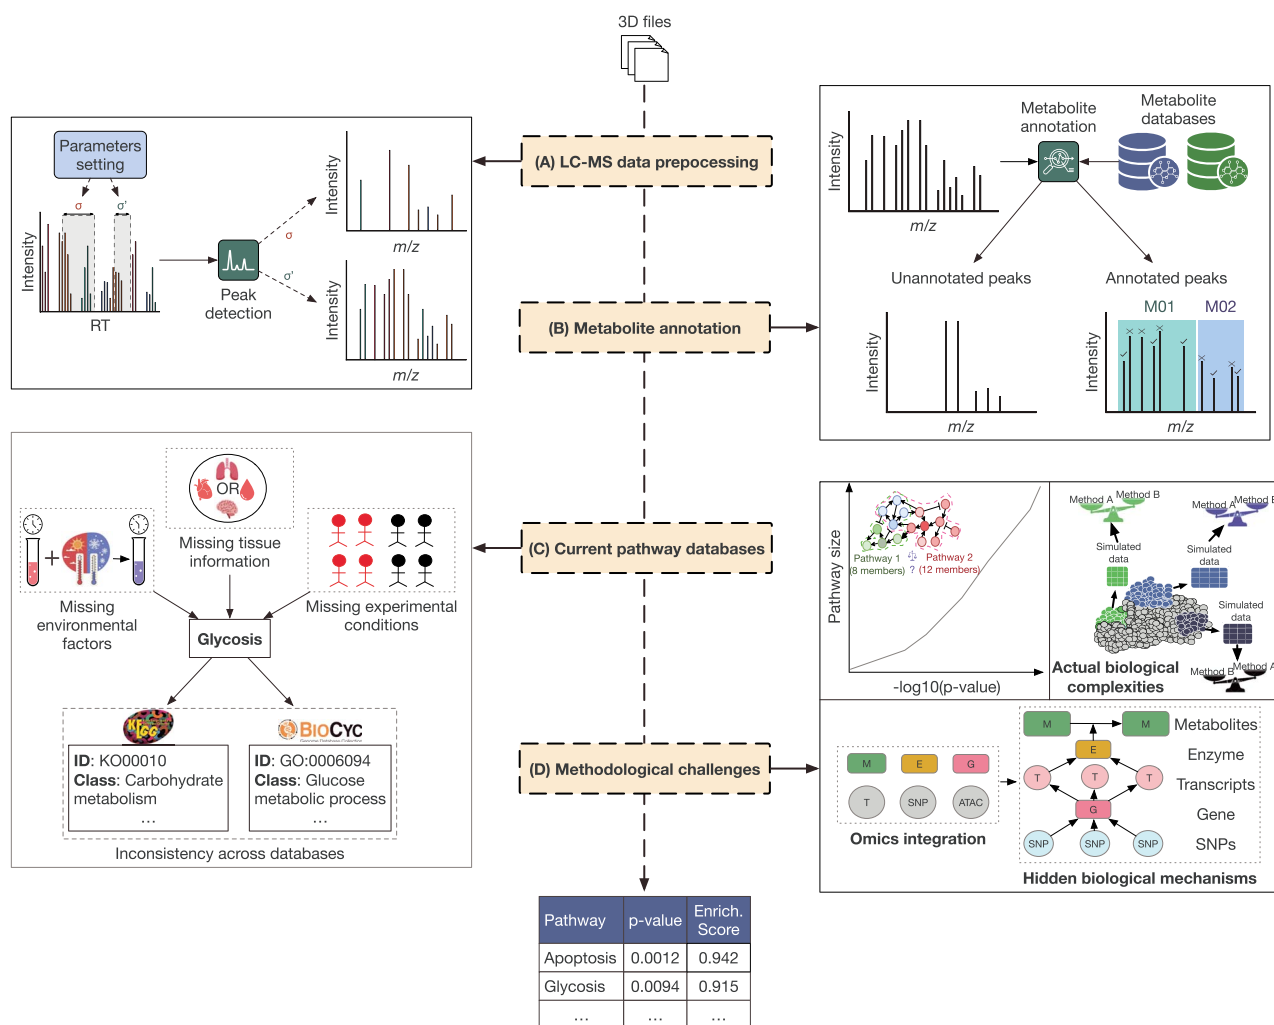 3D files
(A) LC-MS data prepocessing
Parameters
setting
σ
σ'
Intensity
RT
Peak
detection
σ
σ'
Intensity
m/z
Intensity
m/z
(B) Metabolite annotation
Intensity
m/z
Metabolite
annotation
Metabolite
databases
Unannotated peaks
Annotated peaks
Intensity
m/z
M01
M02
Intensity
m/z
(C) Current pathway databases
OR
Missing tissue
information
Missing
environmental
factors
Missing experimental
conditions
Glycosis
KEGG
BIOCYC
ID: KO00010
Class: Carbohydrate
metabolism
...
ID: GO:0006094
Class: Glucose
metabolic process
...
Inconsistency across databases
(D) Methodological challenges
Pathway size
Pathway 1
(8 members)
?
Pathway 2
(12 members)
-log10(p-value)
Method A
Method B
Simulated
data
Method A
Method B
Simulated
data
Simulated
data
Method B
Method A
Actual biological
complexities
M
E
G
T
SNP
ATAC
Omics integration
M
M
Metabolites
E
Enzyme
T
T
T
Transcripts
G
Gene
SNP
SNP
SNP
SNPs
Hidden biological mechanisms
Pathway
p-value
Enrich.
Score
Apoptosis
0.0012
0.942
Glycosis
0.0094
0.915
...
...
...